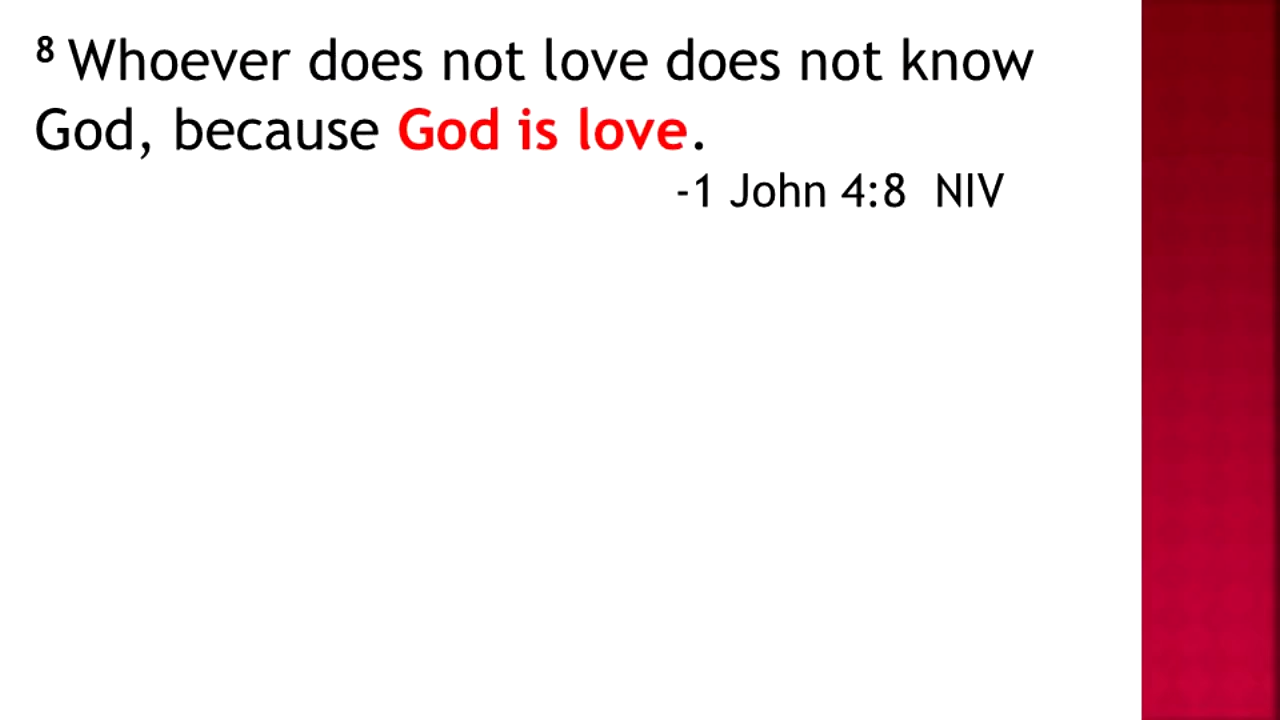 ⁸ Whoever does not love does not know
God, because God is love.
-1 John 4:8  NIV